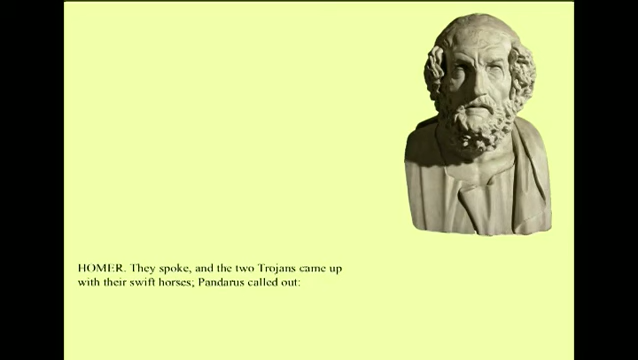 HOMER. They spoke, and the two Trojans came up
with their swift horses; Pandarus called out: